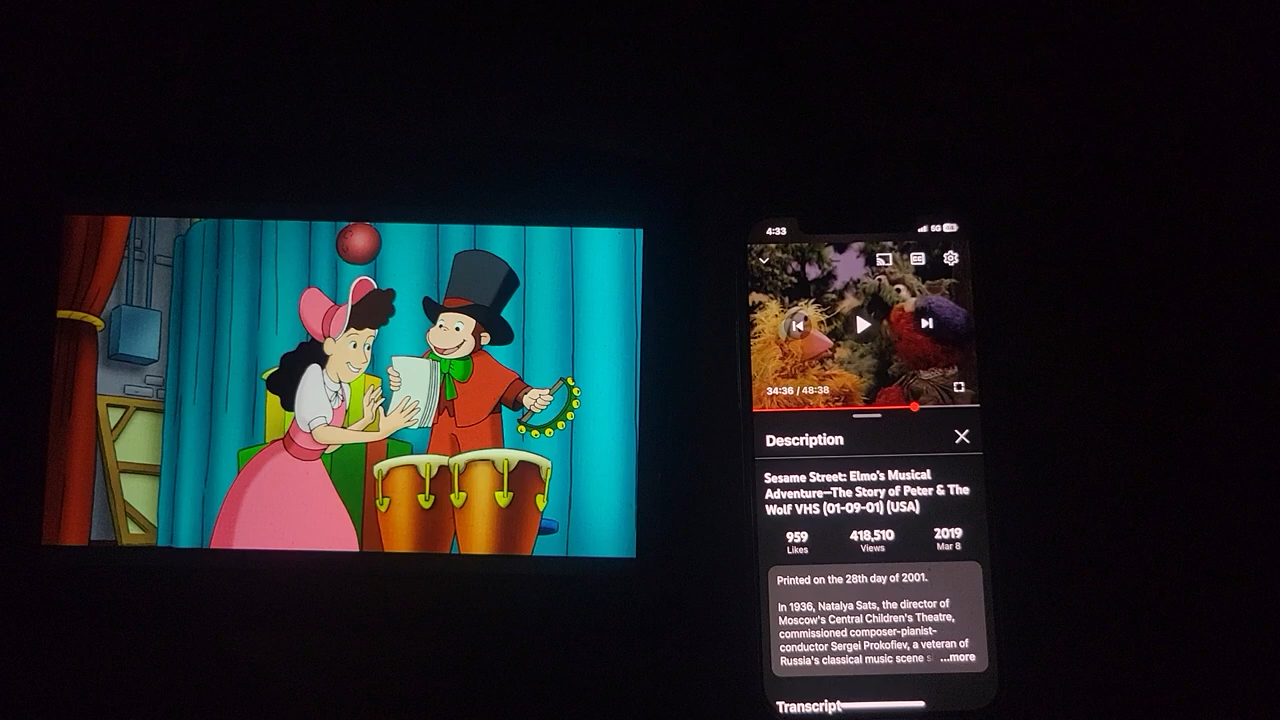 4:33
5G
CC
34:36 / 48:38
Description
Sesame Street: Elmo's Musical
Adventure—The Story of Peter & The
Wolf VHS (01-09-01) (USA)
959
Likes
418,510
Views
2019
Mar 8
Printed on the 28th day of 2001.
In 1936, Natalya Sats, the director of
Moscow's Central Children's Theatre,
commissioned composer-pianist-
conductor Sergei Prokofiev, a veteran of
Russia's classical music scene s ...more
Transcript